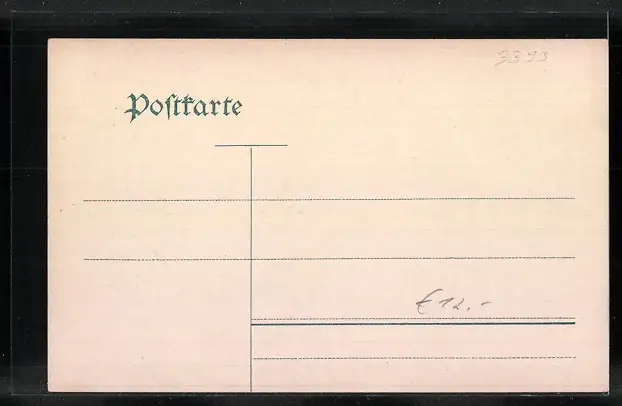 3393
Postkarte
€ 12.-